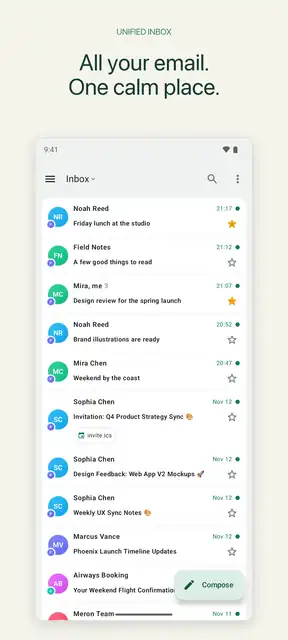 UNIFIED INBOX
All your email.
One calm place.
9:41
Inbox
NR
Noah Reed
21:17
Friday lunch at the studio
FN
Field Notes
21:12
A few good things to read
MC
Mira, me 3
21:07
Design review for the spring launch
NR
Noah Reed
20:52
Brand illustrations are ready
MC
Mira Chen
20:47
Weekend by the coast
SC
Sophia Chen
Nov 12
Invitation: Q4 Product Strategy Sync 🎨
invite.ics
SC
Sophia Chen
Nov 12
Design Feedback: Web App V2 Mockups 🚀
SC
Sophia Chen
Nov 12
Weekly UX Sync Notes 🎨
MV
Marcus Vance
Nov 12
Phoenix Launch Timeline Updates
AB
Airways Booking
Your Weekend Flight Confirmation
Compose
Meron Team
Nov 11